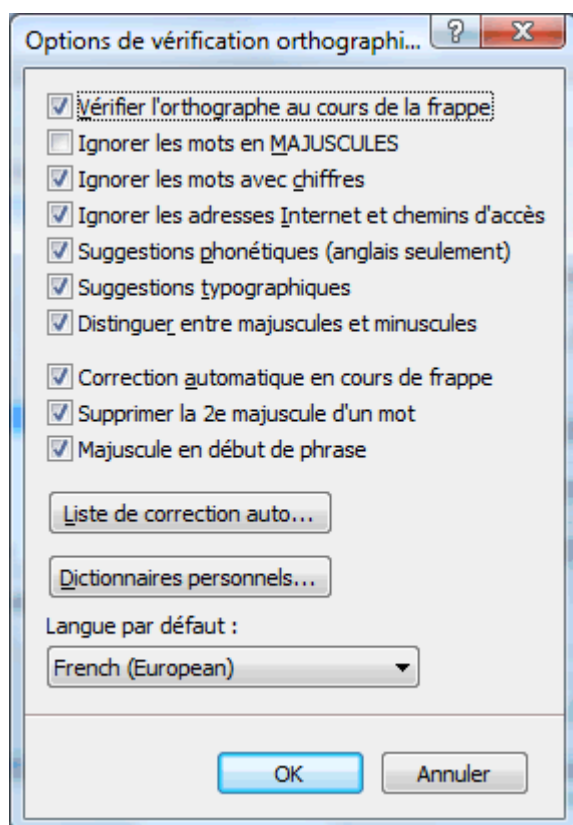 Options de vérification orthographi...
Vérifier l'orthographe au cours de la frappe
Ignorer les mots en MAJUSCULES
Ignorer les mots avec chiffres
Ignorer les adresses Internet et chemins d'accès
Suggestions phonétiques (anglais seulement)
Suggestions typographiques
Distinguer entre majuscules et minuscules
Correction automatique en cours de frappe
Supprimer la 2e majuscule d'un mot
Majuscule en début de phrase
Liste de correction auto...
Dictionnaires personnels...
Langue par défaut :
French (European)
OK Annuler